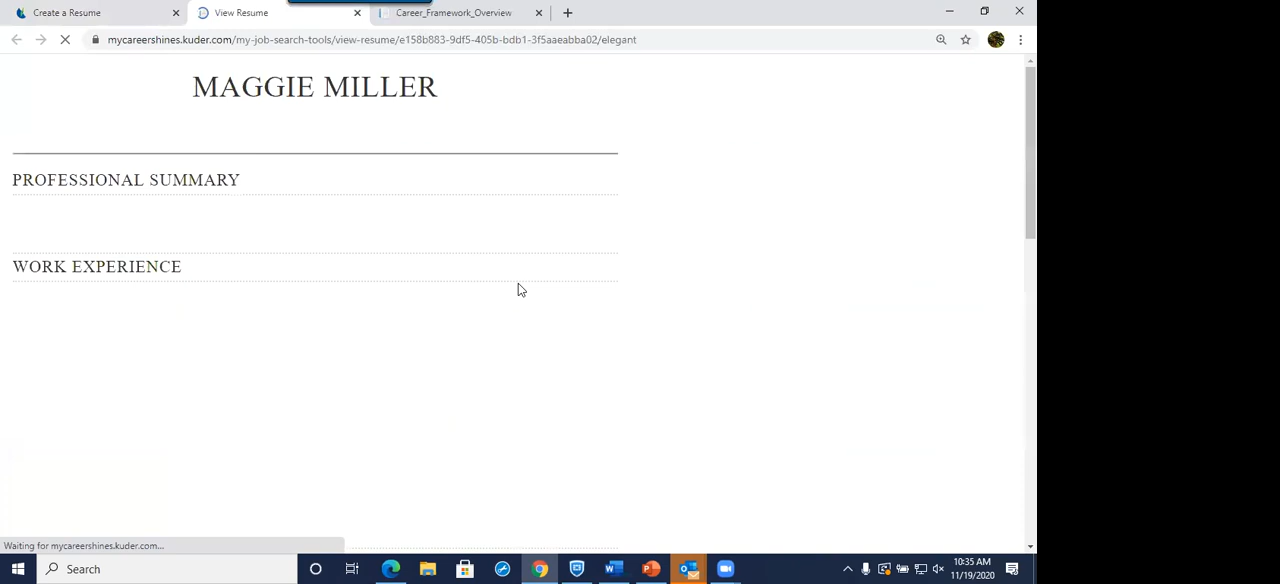 Create a Resume
View Resume
Career_Framework_Overview
mycareershines.kuder.com/my-job-search-tools/view-resume/e158b883-9df5-405b-bdb1-3f5aaeabba02/elegant
MAGGIE MILLER
PROFESSIONAL SUMMARY
WORK EXPERIENCE
Waiting for mycareershines.kuder.com...
Search
10:35 AM
11/19/2020